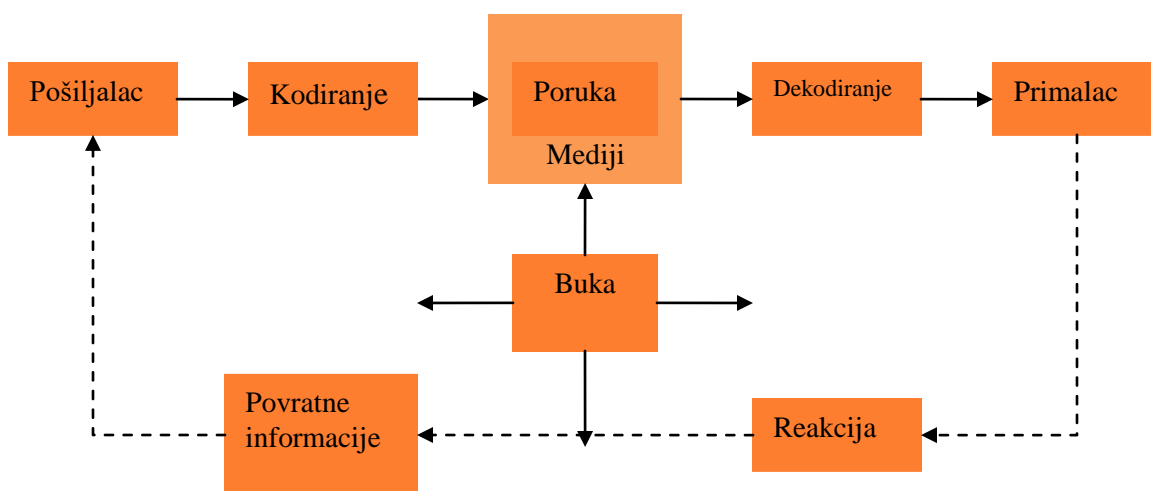 Pošiljalac
Kodiranje
Poruka
Mediji
Dekodiranje
Primalac
Buka
Povratne
informacije
Reakcija